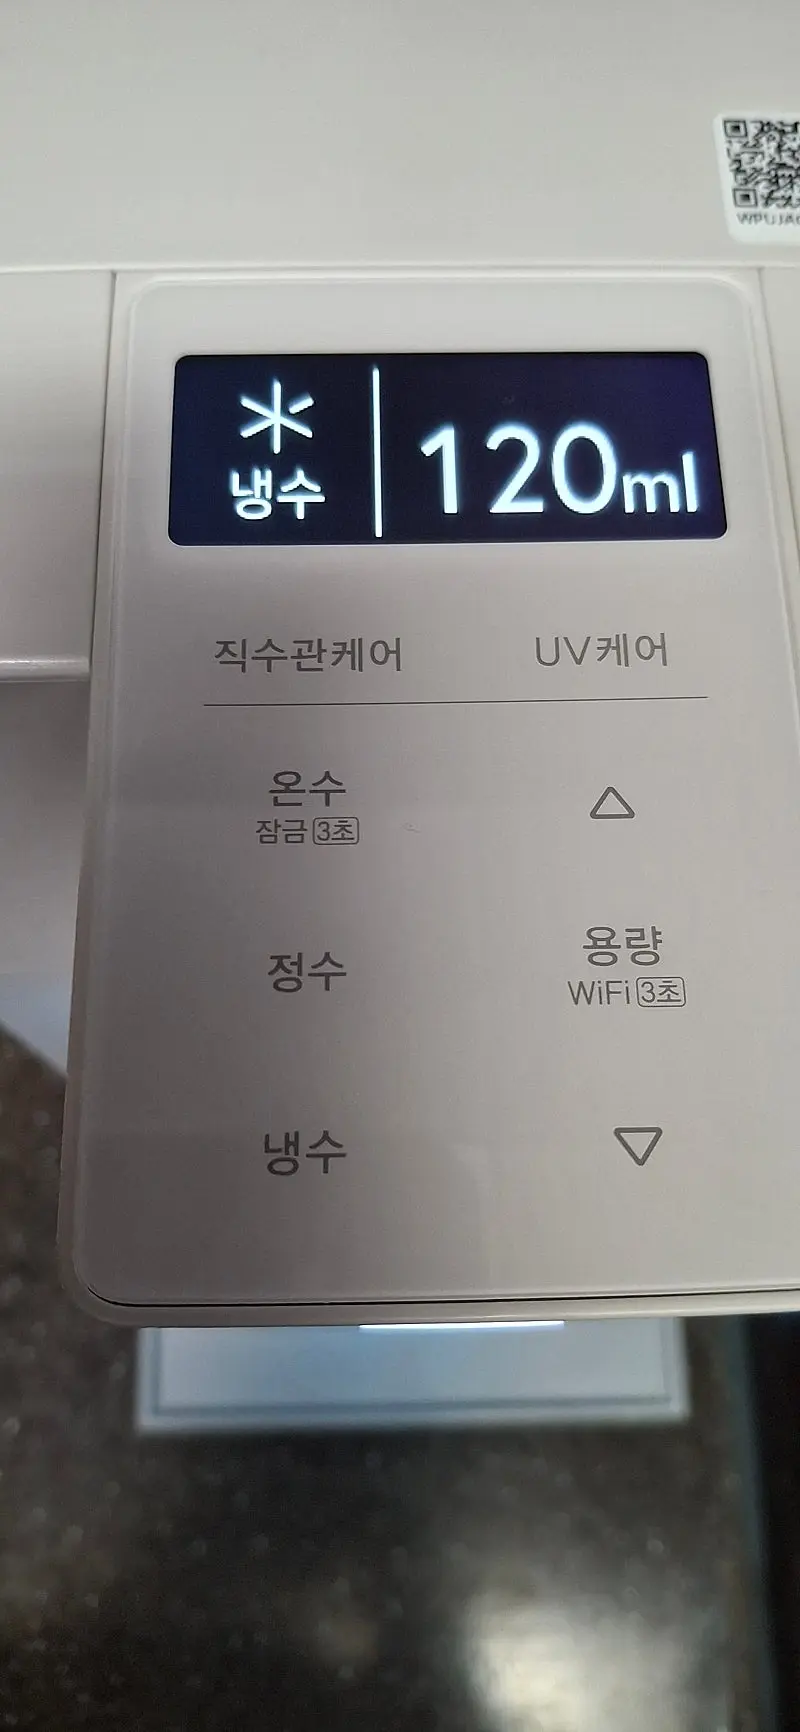 냉수
120ml
직수관케어 UV케어
온수
잠금 3초
정수
용량
WiFi 3초
냉수